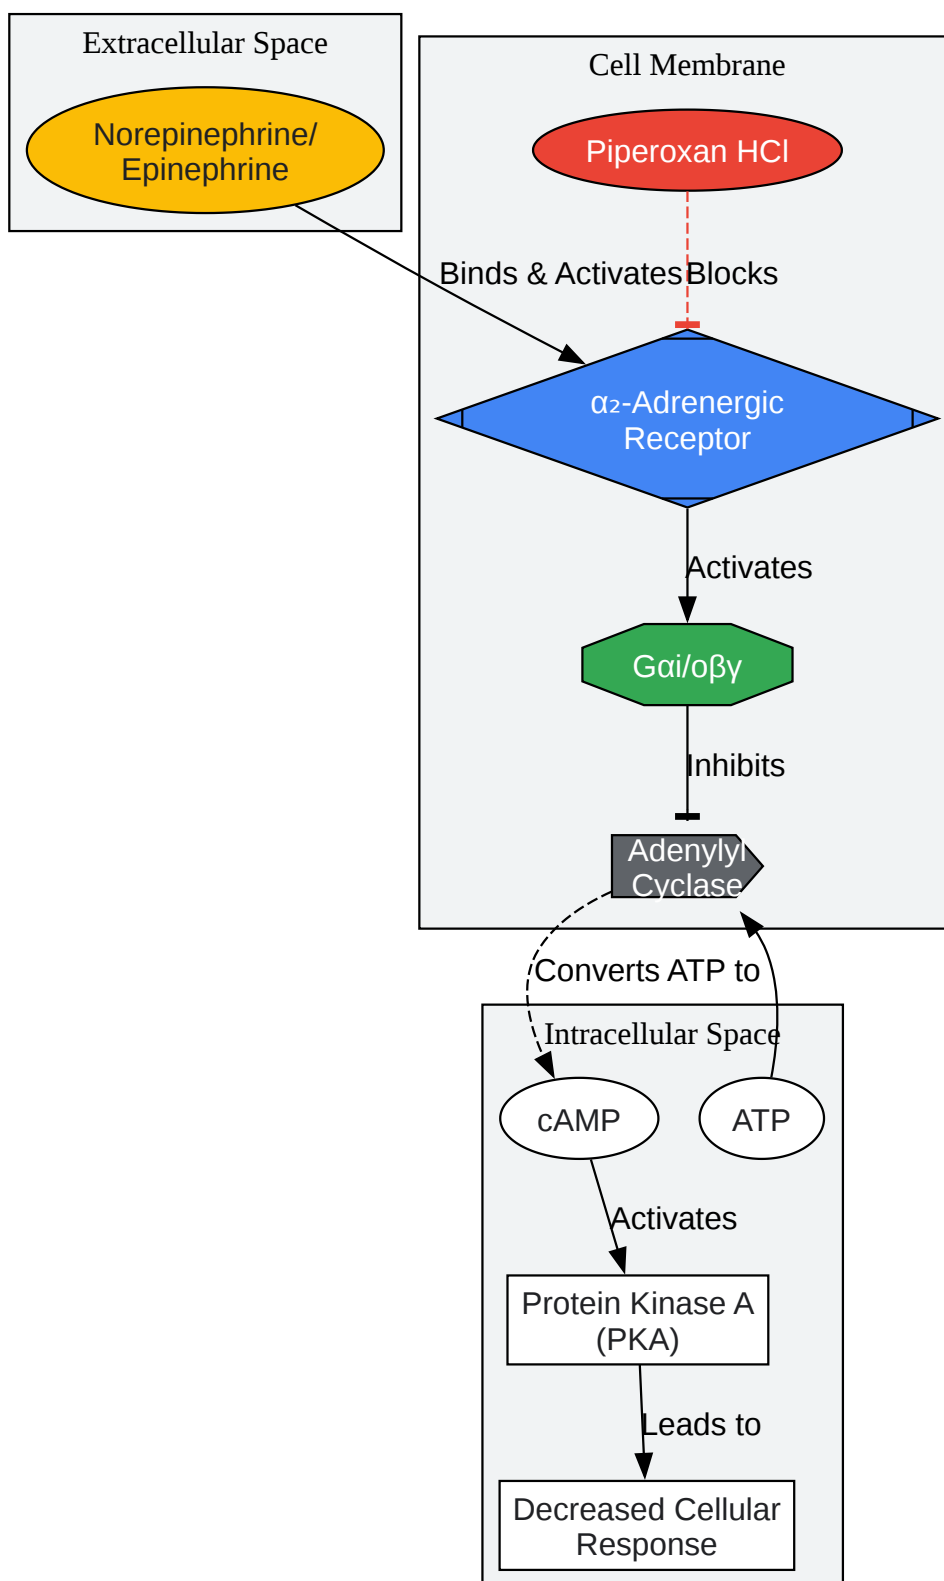 Extracellular Space
Norepinephrine/
Epinephrine
Cell Membrane
Piperoxan HCl
Binds & Activates
Blocks
α₂-Adrenergic
Receptor
Activates
Gαi/oβγ
Inhibits
Adenylyl
Cyclase
Converts ATP to
Intracellular Space
cAMP
ATP
Activates
Protein Kinase A
(PKA)
Leads to
Decreased Cellular
Response